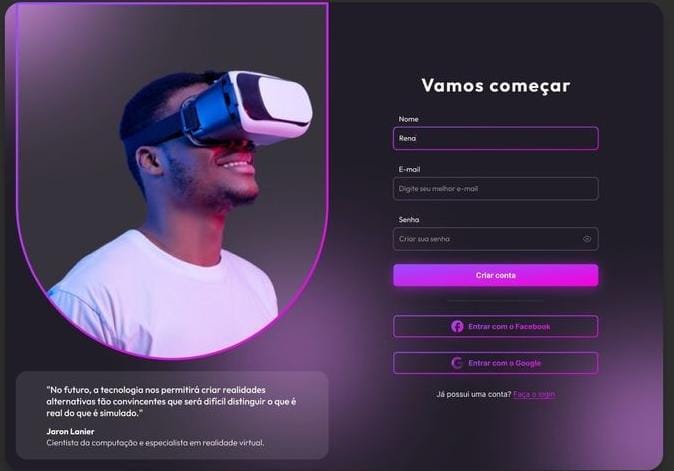 Vamos começar
Nome
Rena
E-mail
Digite seu melhor e-mail
Senha
Criar sua senha
Criar conta
Entrar com o Facebook
Entrar com o Google
Já possui uma conta? Faça o login
"No futuro, a tecnologia nos permitirá criar realidades
alternativas tão convincentes que será difícil distinguir o que é
real do que é simulado."
Jaron Lanier
Cientista da computação e especialista em realidade virtual.